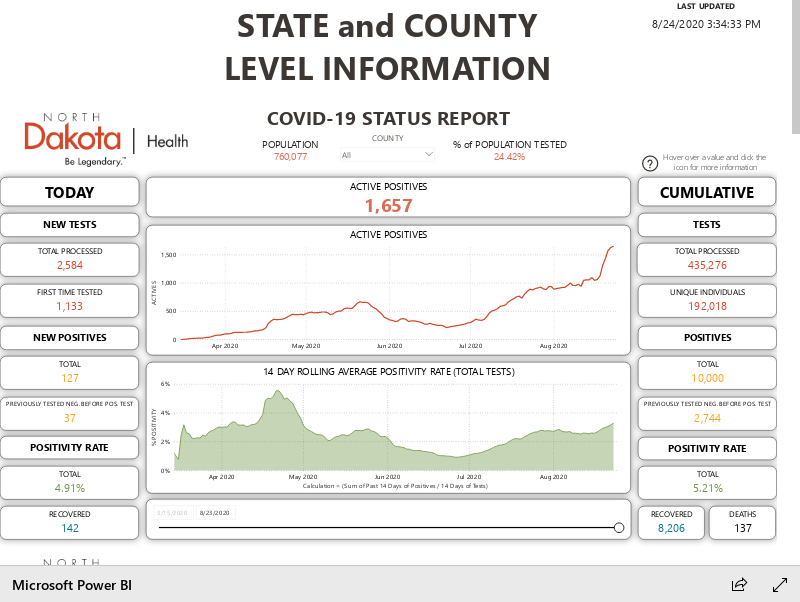 STATE and COUNTY
LEVEL INFORMATION
LAST UPDATED
8/24/2020 3:34:33 PM
NORTH
Dakota
Be Legendary.™
Health
COVID-19 STATUS REPORT
POPULATION
760,077
COUNTY
All
% of POPULATION TESTED
24.42%
?
Hover over a value and click the
icon for more information
TODAY
NEW TESTS
TOTAL PROCESSED
2,584
FIRST TIME TESTED
1,133
NEW POSITIVES
TOTAL
127
PREVIOUSLY TESTED NEG. BEFORE POS. TEST
37
POSITIVITY RATE
TOTAL
4.91%
RECOVERED
142
ACTIVE POSITIVES
1,657
ACTIVE POSITIVES
ACTIVES
1,500
1,000
500
0
Apr 2020 May 2020 Jun 2020 Jul 2020 Aug 2020
14 DAY ROLLING AVERAGE POSITIVITY RATE (TOTAL TESTS)
% POSITIVITY
6%
4%
2%
0%
Apr 2020 May 2020 Jun 2020 Jul 2020 Aug 2020
Calculation = (Sum of Past 14 Days of Positives / 14 Days of Tests)
8/23/2020
CUMULATIVE
TESTS
TOTAL PROCESSED
435,276
UNIQUE INDIVIDUALS
192,018
POSITIVES
TOTAL
10,000
PREVIOUSLY TESTED NEG. BEFORE POS. TEST
2,744
POSITIVITY RATE
TOTAL
5.21%
RECOVERED
8,206
DEATHS
137
NORTH
Microsoft Power BI